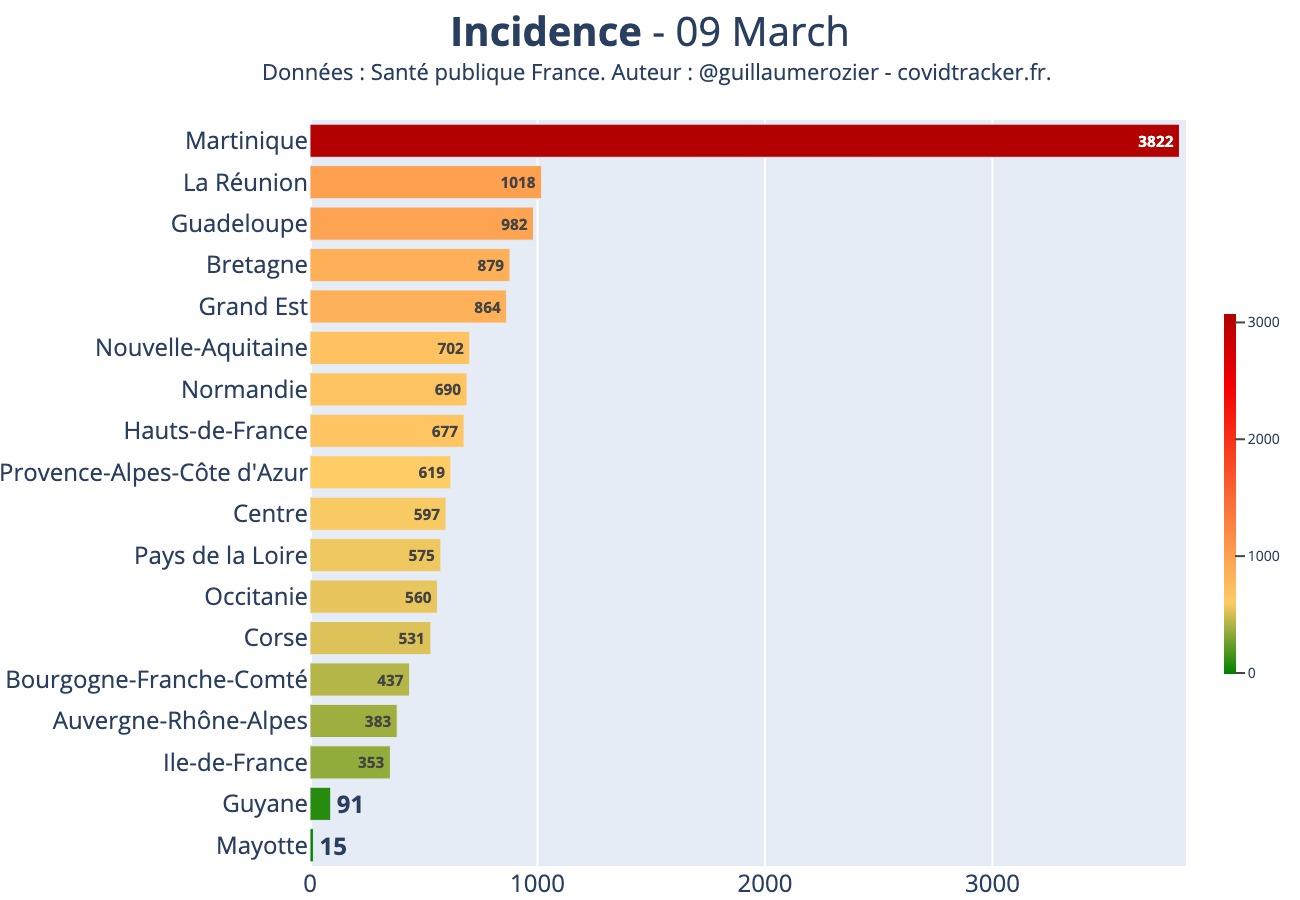 Incidence - 09 March
Données : Santé publique France. Auteur : @guillaumerozier - covidtracker.fr.
Martinique 3822
La Réunion 1018
Guadeloupe 982
Bretagne 879
Grand Est 864
Nouvelle-Aquitaine 702
Normandie 690
Hauts-de-France 677
Provence-Alpes-Côte d'Azur 619
Centre 597
Pays de la Loire 575
Occitanie 560
Corse 531
Bourgogne-Franche-Comté 437
Auvergne-Rhône-Alpes 383
Ile-de-France 353
Guyane 91
Mayotte 15
0 1000 2000 3000
3000
2000
1000
0